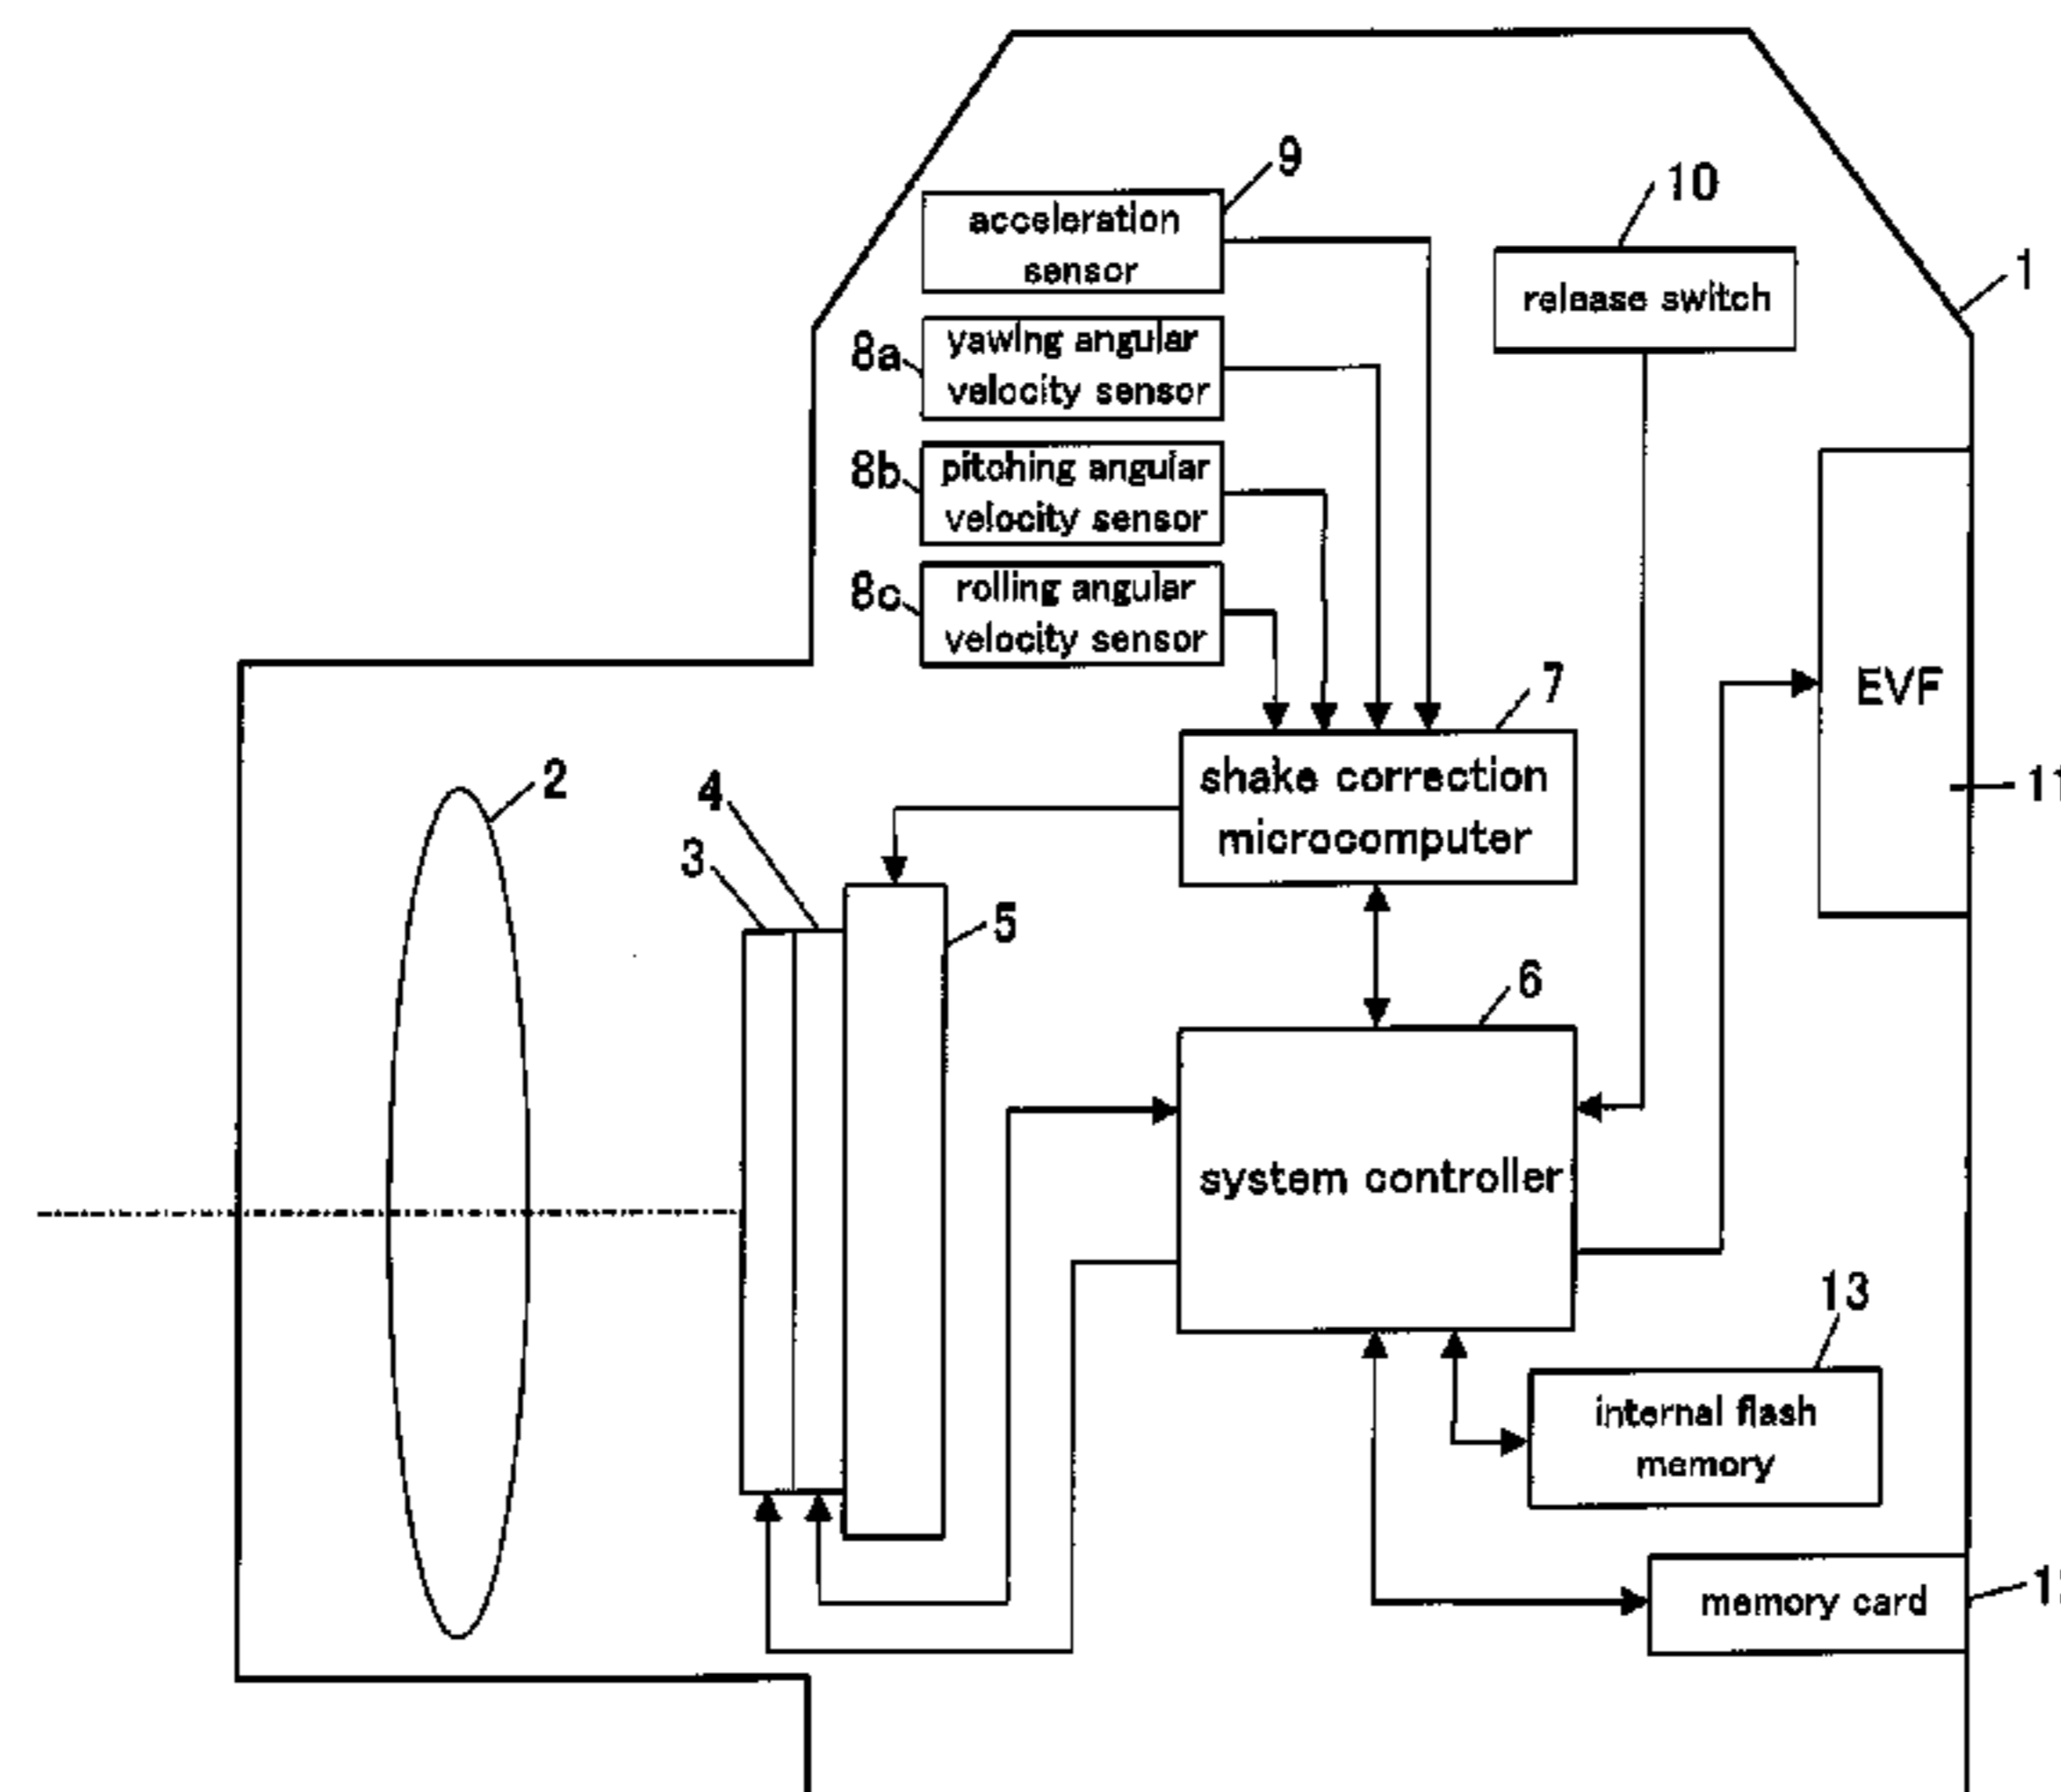 9
acceleration
sensor
10
release switch
1
8a
yawing angular
velocity sensor
8b
pitching angular
velocity sensor
8c
rolling angular
velocity sensor
7
EVF
shake correction
microcomputer
11
2
4
3
5
6
system controller
13
internal flash
memory
memory card